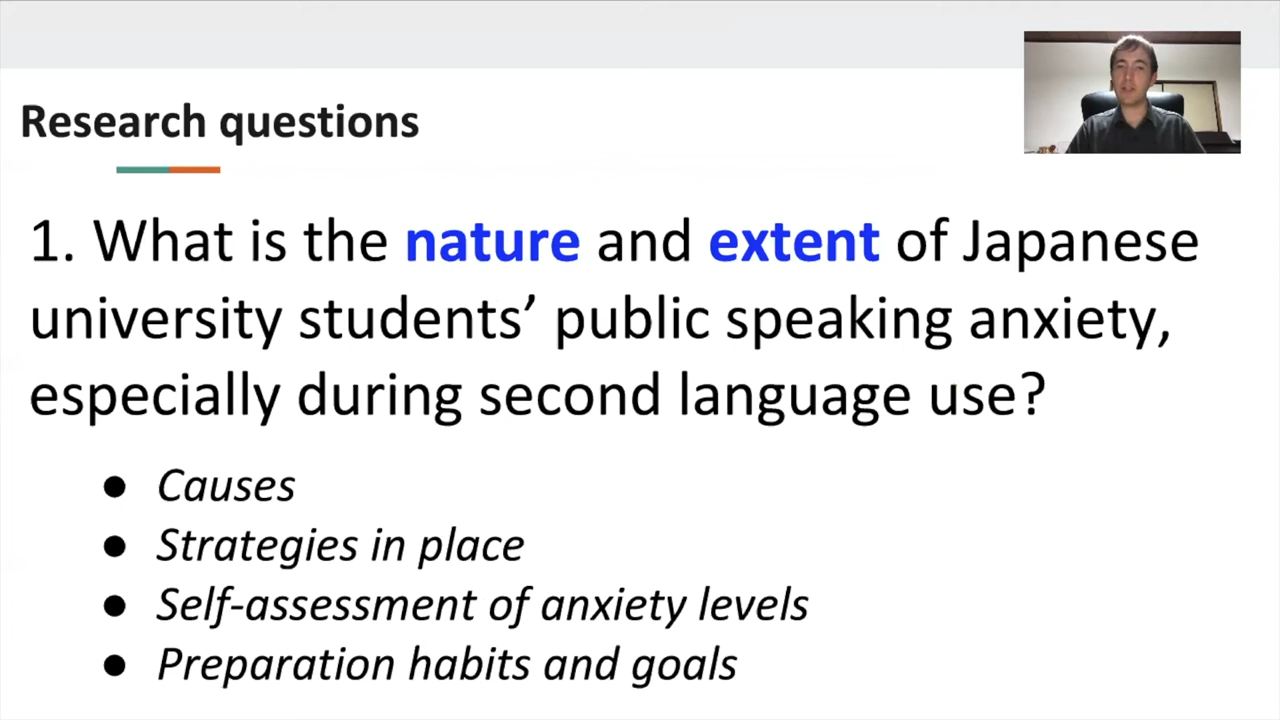 Research questions
1. What is the nature and extent of Japanese
university students’ public speaking anxiety,
especially during second language use?
● Causes
● Strategies in place
● Self-assessment of anxiety levels
● Preparation habits and goals